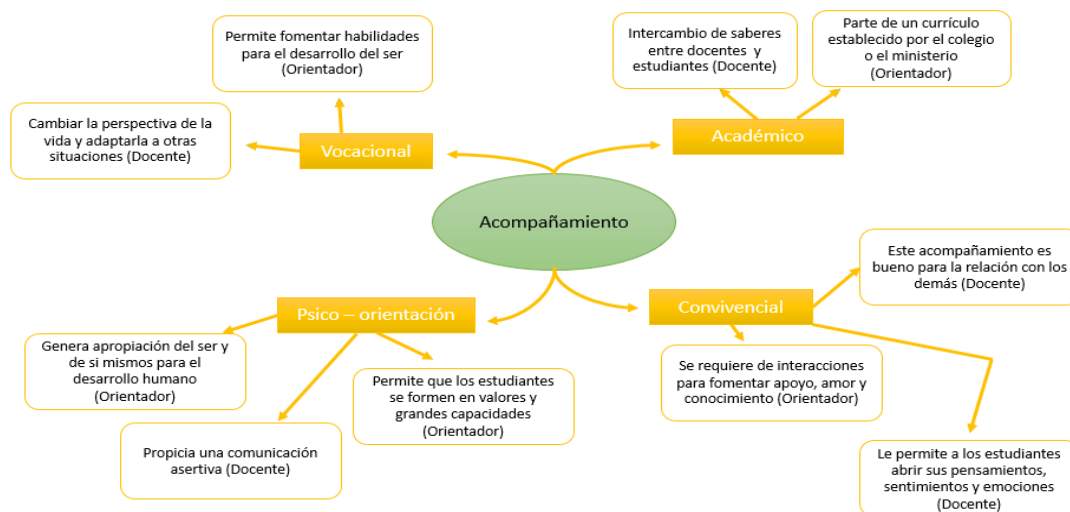 Permite fomentar habilidades
para el desarrollo del ser
(Orientador)
Cambiar la perspectiva de la
vida y adaptarla a otras
situaciones (Docente)
Vocacional
Intercambio de saberes
entre docentes y
estudiantes (Docente)
Parte de un currículo
establecido por el colegio
o el ministerio
(Orientador)
Académico
Acompañamiento
Psico – orientación
Genera apropiación del ser y
de si mismos para el
desarrollo humano
(Orientador)
Propicia una comunicación
asertiva (Docente)
Permite que los estudiantes
se formen en valores y
grandes capacidades
(Orientador)
Convivencial
Este acompañamiento es
bueno para la relación con los
demás (Docente)
Se requiere de interacciones
para fomentar apoyo, amor y
conocimiento (Orientador)
Le permite a los estudiantes
abrir sus pensamientos,
sentimientos y emociones
(Docente)